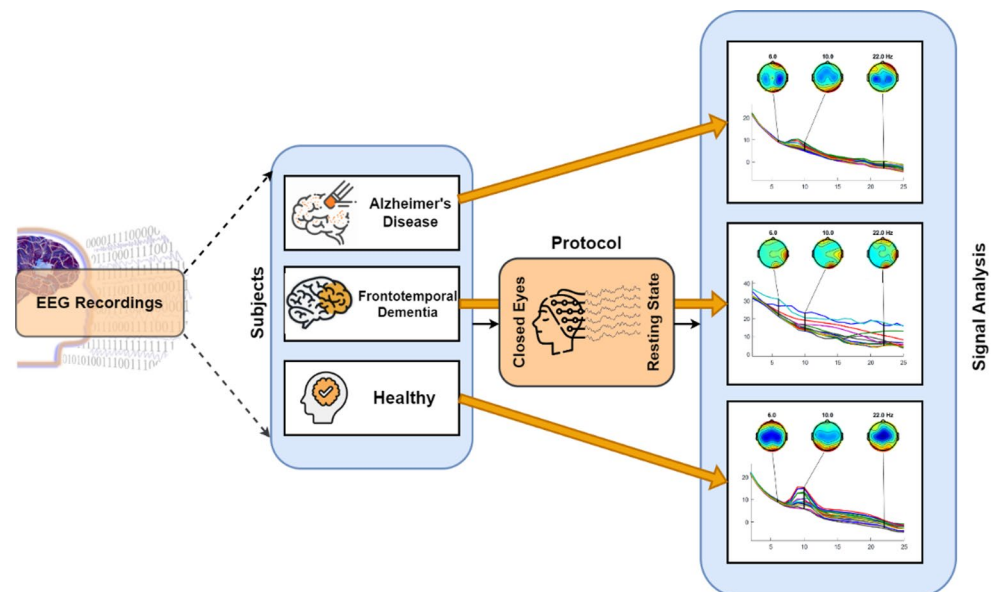 000011110000
00111001
EEG Recordings
01010100111001110
Subjects
Alzheimer's
Disease
Frontotemporal
Dementia
Healthy
Protocol
Closed Eyes
Resting State
6.0 10.0 22.0 Hz
20
10
0
5 10 15 20 25
6.0 10.0 22.0 Hz
40
30
20
10
0
5 10 15 20 25
6.0 10.0 22.0 Hz
20
10
0
5 10 15 20 25
Signal Analysis